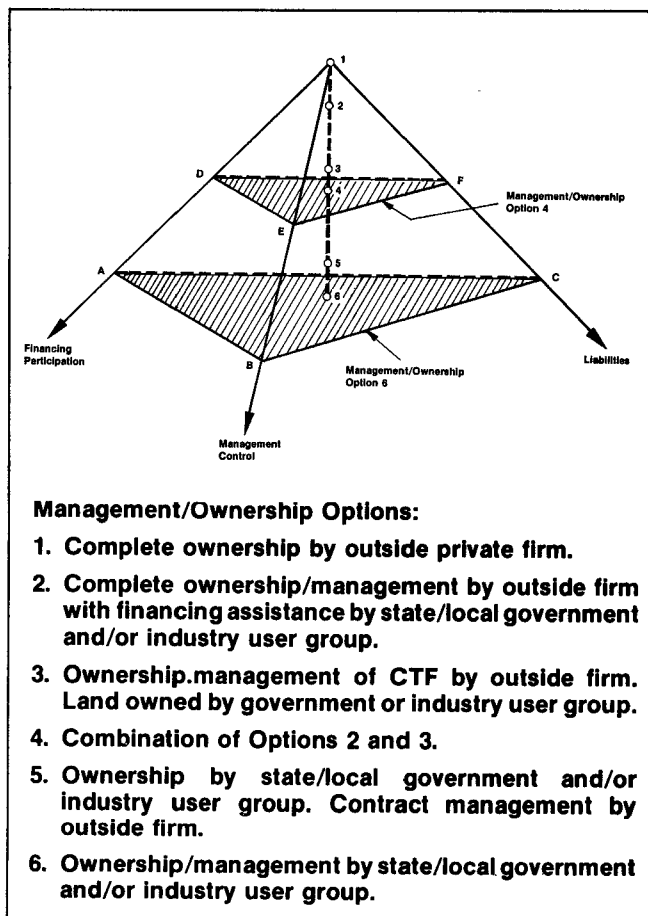 1
2
D
3
F
4
Management/Ownership
Option 4
E
A
5
C
6
Financing
Participation
B
Management/Ownership
Option 6
Liabilities
Management
Control
Management/Ownership Options:
1. Complete ownership by outside private firm.
2. Complete ownership/management by outside firm
with financing assistance by state/local government
and/or industry user group.
3. Ownership.management of CTF by outside firm.
Land owned by government or industry user group.
4. Combination of Options 2 and 3.
5. Ownership by state/local government and/or
industry user group. Contract management by
outside firm.
6. Ownership/management by state/local government
and/or industry user group.